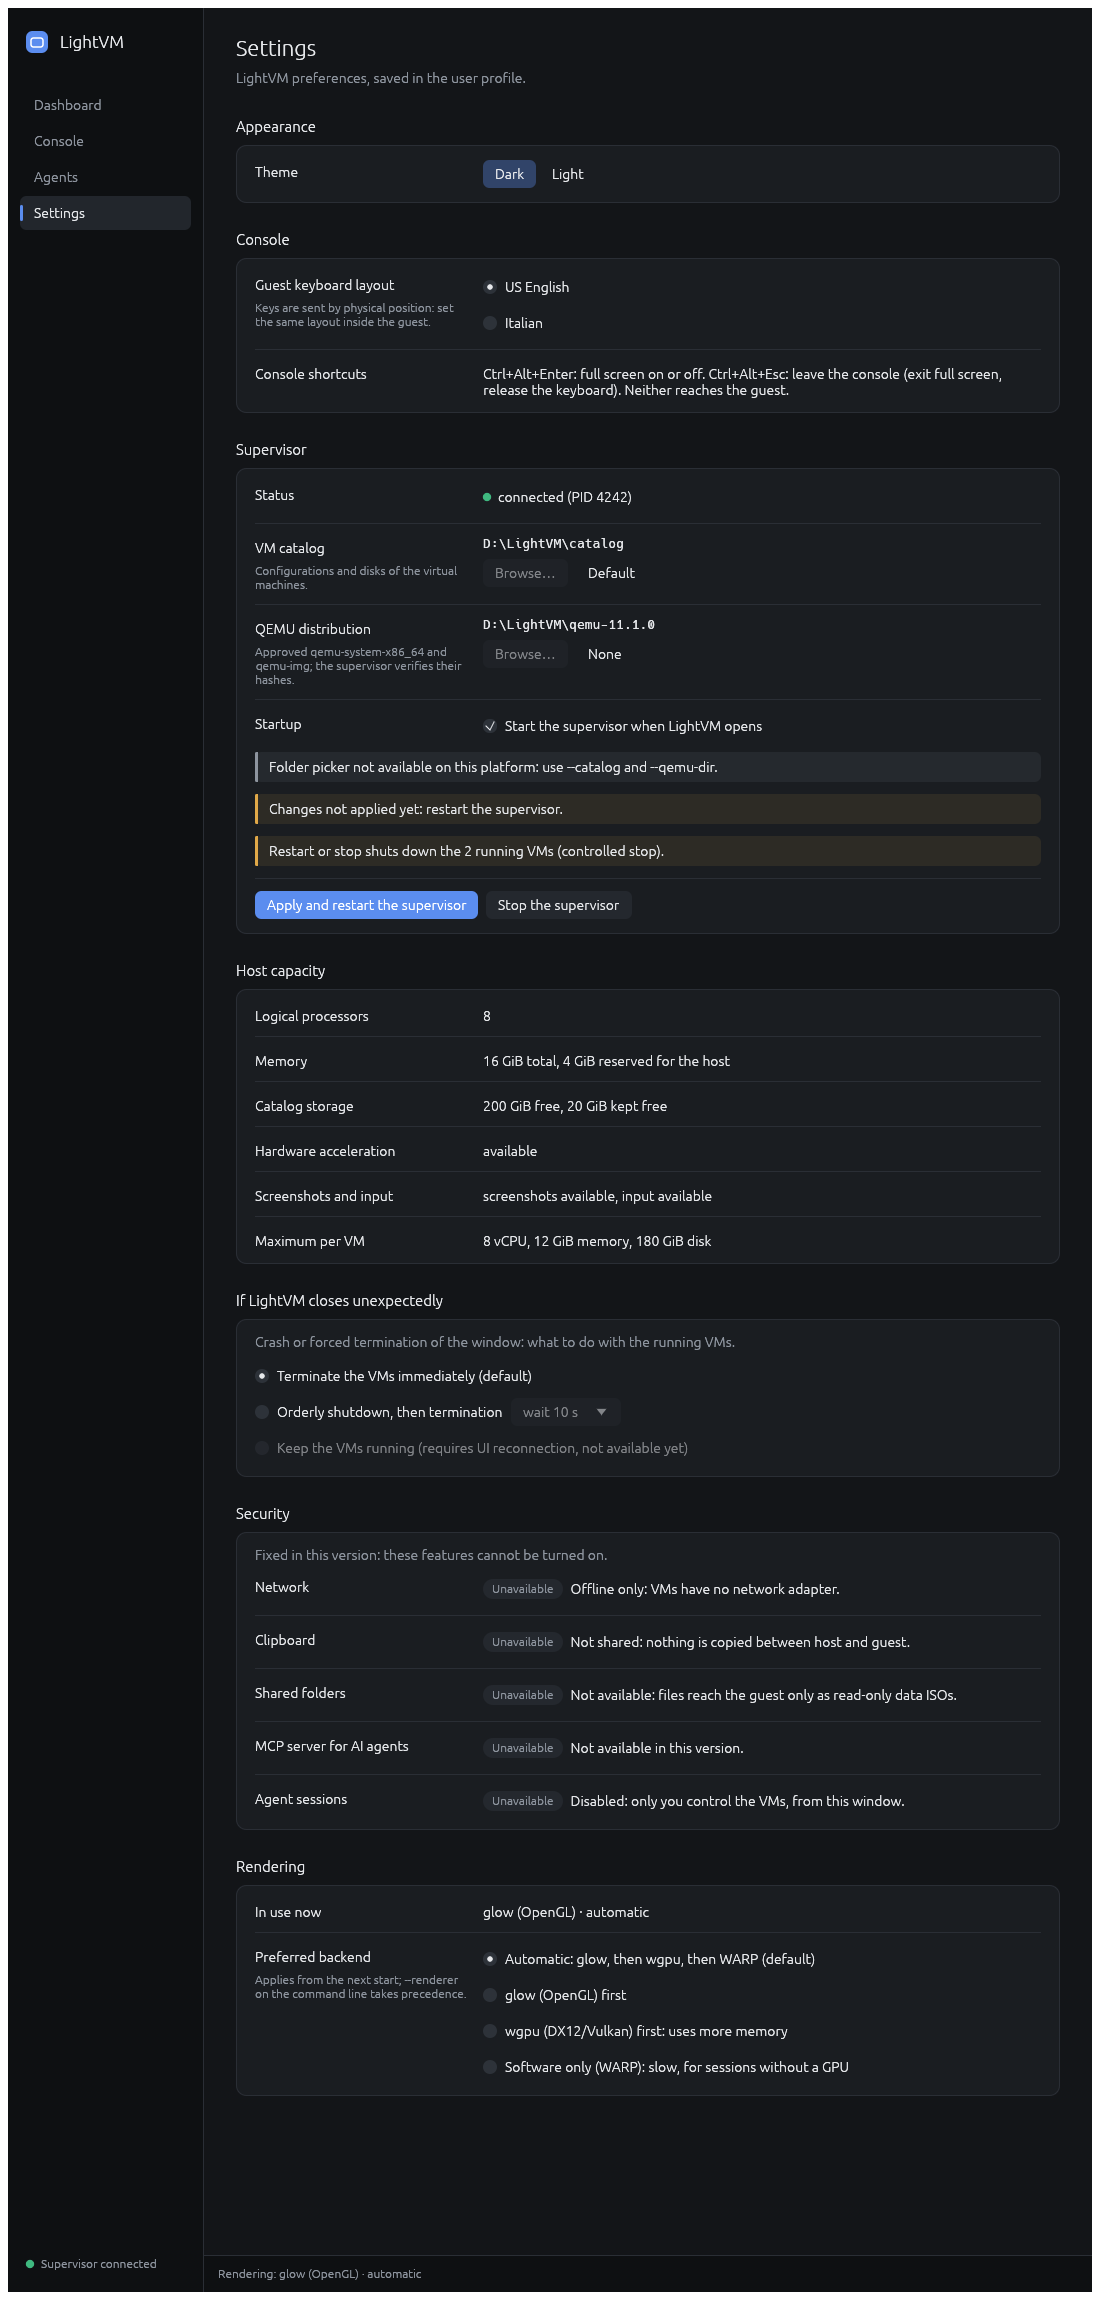 LightVM
Dashboard
Console
Agents
Settings
Settings
LightVM preferences, saved in the user profile.
Appearance
Theme
Dark
Light
Console
Guest keyboard layout
Keys are sent by physical position: set
the same layout inside the guest.
US English
Italian
Console shortcuts
Ctrl+Alt+Enter: full screen on or off. Ctrl+Alt+Esc: leave the console (exit full screen,
release the keyboard). Neither reaches the guest.
Supervisor
Status
connected (PID 4242)
VM catalog
Configurations and disks of the virtual
machines.
D:\LightVM\catalog
Browse…
Default
QEMU distribution
Approved qemu-system-x86_64 and
qemu-img; the supervisor verifies their
hashes.
D:\LightVM\qemu-11.1.0
Browse…
None
Startup
Start the supervisor when LightVM opens
Folder picker not available on this platform: use --catalog and --qemu-dir.
Changes not applied yet: restart the supervisor.
Restart or stop shuts down the 2 running VMs (controlled stop).
Apply and restart the supervisor
Stop the supervisor
Host capacity
Logical processors
8
Memory
16 GiB total, 4 GiB reserved for the host
Catalog storage
200 GiB free, 20 GiB kept free
Hardware acceleration
available
Screenshots and input
screenshots available, input available
Maximum per VM
8 vCPU, 12 GiB memory, 180 GiB disk
If LightVM closes unexpectedly
Crash or forced termination of the window: what to do with the running VMs.
Terminate the VMs immediately (default)
Orderly shutdown, then termination
wait 10 s
Keep the VMs running (requires UI reconnection, not available yet)
Security
Fixed in this version: these features cannot be turned on.
Network
Unavailable
Offline only: VMs have no network adapter.
Clipboard
Unavailable
Not shared: nothing is copied between host and guest.
Shared folders
Unavailable
Not available: files reach the guest only as read-only data ISOs.
MCP server for AI agents
Unavailable
Not available in this version.
Agent sessions
Unavailable
Disabled: only you control the VMs, from this window.
Rendering
In use now
glow (OpenGL) · automatic
Preferred backend
Applies from the next start; --renderer
on the command line takes precedence.
Automatic: glow, then wgpu, then WARP (default)
glow (OpenGL) first
wgpu (DX12/Vulkan) first: uses more memory
Software only (WARP): slow, for sessions without a GPU
Supervisor connected
Rendering: glow (OpenGL) · automatic